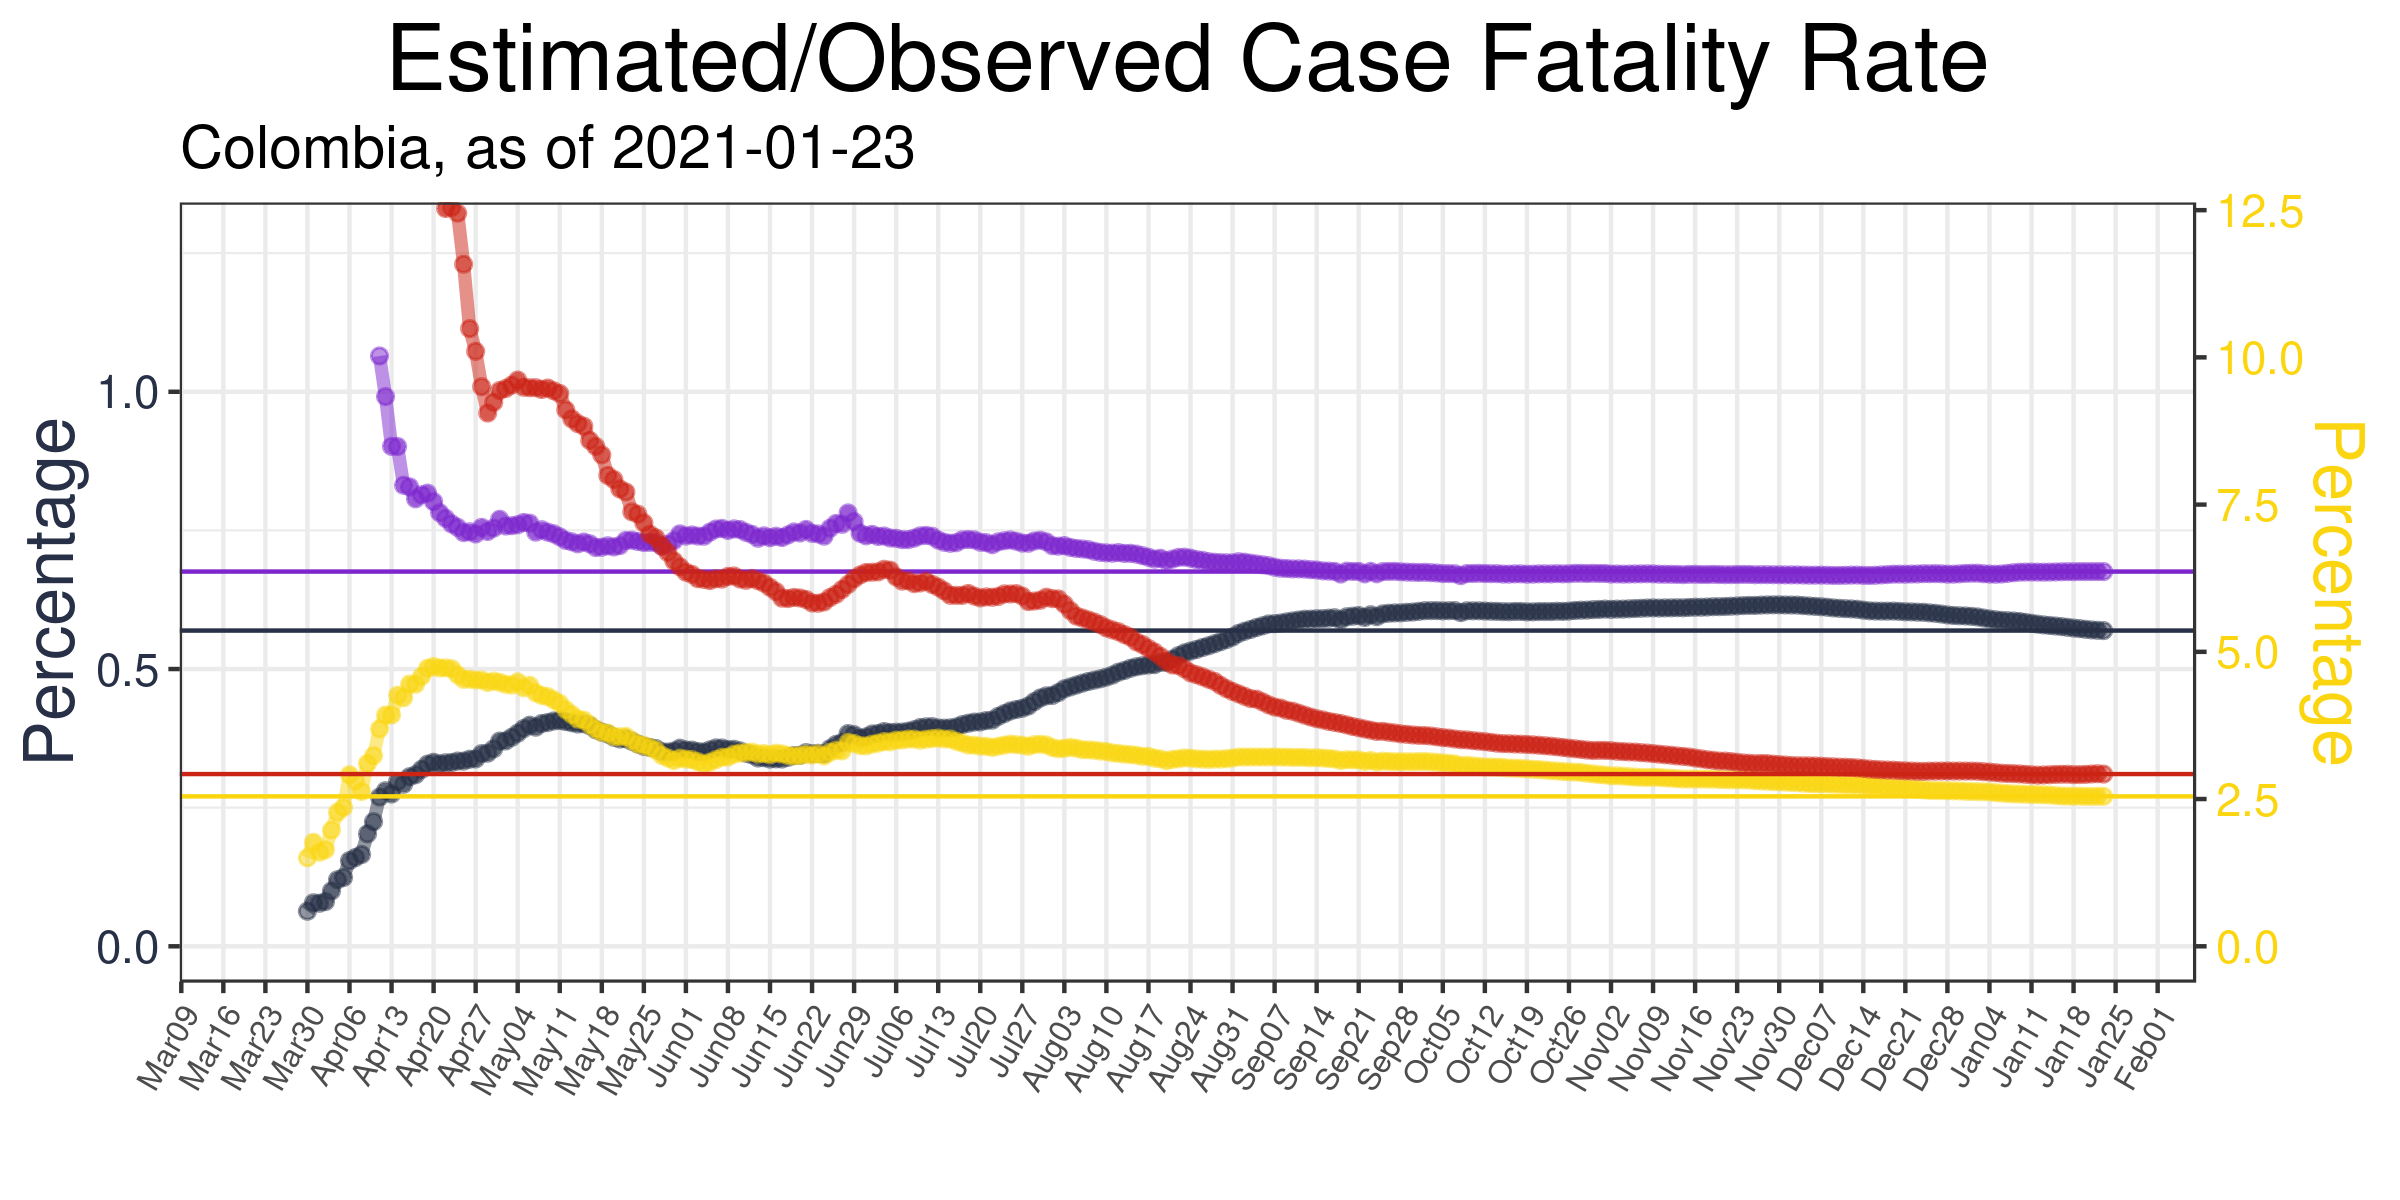 Estimated/Observed Case Fatality Rate
Colombia, as of 2021-01-23
Percentage
1.0
0.5
0.0
12.5
10.0
7.5
5.0
2.5
0.0
Percentage
Mar09
Mar16
Mar23
Mar30
Apr06
Apr13
Apr20
Apr27
May04
May11
May18
May25
Jun01
Jun08
Jun15
Jun22
Jun29
Jul06
Jul13
Jul20
Jul27
Aug03
Aug10
Aug17
Aug24
Aug31
Sep07
Sep14
Sep21
Sep28
Oct05
Oct12
Oct19
Oct26
Nov02
Nov09
Nov16
Nov23
Nov30
Dec07
Dec14
Dec21
Dec28
Jan04
Jan11
Jan18
Jan25
Feb01